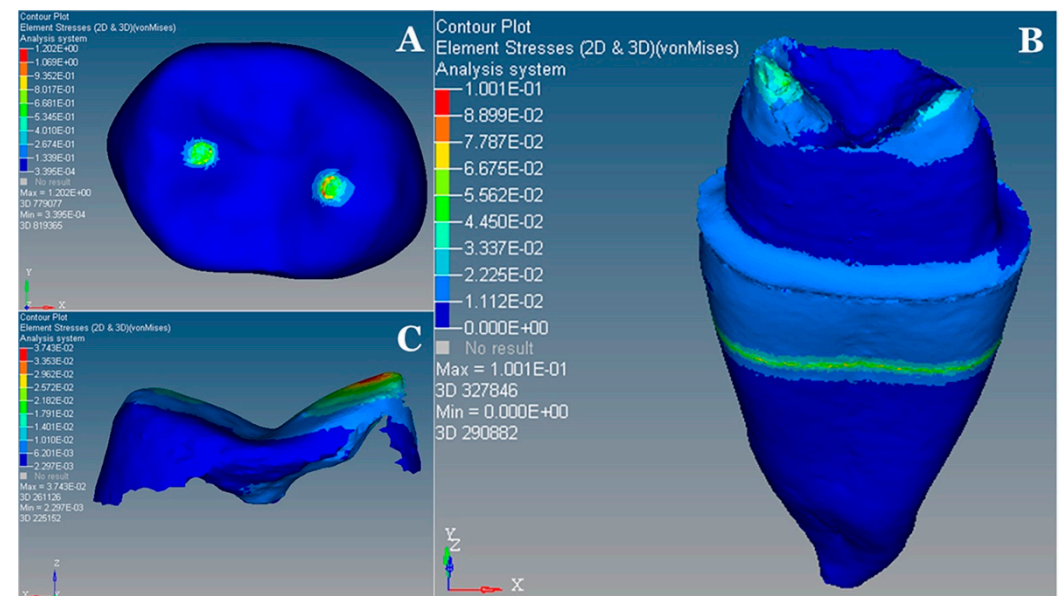 Contour Plot
Element Stresses (2D & 3D)(vonMises)
Analysis system
1.202E+00
1.069E+00
9.352E-01
8.017E-01
6.681E-01
5.345E-01
4.010E-01
2.674E-01
1.339E-01
3.395E-04
No result
Max = 1.202E+00
3D 779077
Min = 3.395E-04
3D 819365
A
Y
Z X
Contour Plot
Element Stresses (2D & 3D)(vonMises)
Analysis system
1.001E-01
8.899E-02
7.787E-02
6.675E-02
5.562E-02
4.450E-02
3.337E-02
2.225E-02
1.112E-02
0.000E+00
No result
Max = 1.001E-01
3D 327846
Min = 0.000E+00
3D 290882
B
Y
Z
X
Contour Plot
Element Stresses (2D & 3D)(vonMises)
Analysis system
3.743E-02
3.353E-02
2.962E-02
2.572E-02
2.182E-02
1.791E-02
1.401E-02
1.010E-02
6.201E-03
2.297E-03
No result
Max = 3.743E-02
3D 261126
Min = 2.297E-03
3D 225152
C
Z
X Y